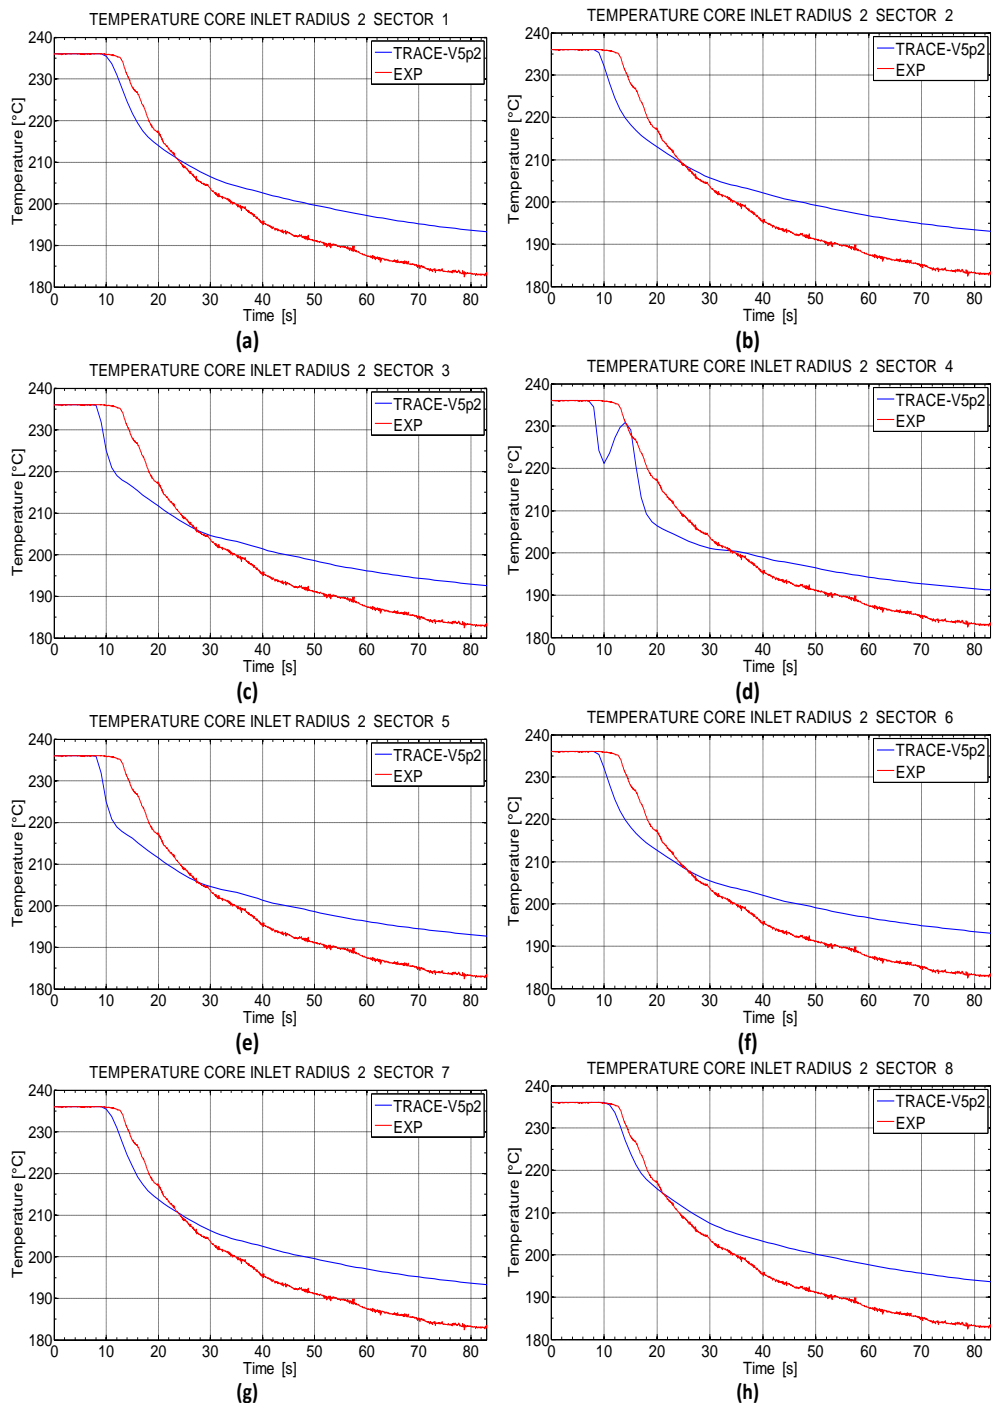 TEMPERATURE CORE INLET RADIUS 2 SECTOR 1
240
230
220
210
200
190
180
Temperature [°C]
TRACE-V5p2
EXP
0 10 20 30 40 50 60 70 80
Time [s]
(a)
TEMPERATURE CORE INLET RADIUS 2 SECTOR 2
240
230
220
210
200
190
180
Temperature [°C]
TRACE-V5p2
EXP
0 10 20 30 40 50 60 70 80
Time [s]
(b)
TEMPERATURE CORE INLET RADIUS 2 SECTOR 3
240
230
220
210
200
190
180
Temperature [°C]
TRACE-V5p2
EXP
0 10 20 30 40 50 60 70 80
Time [s]
(c)
TEMPERATURE CORE INLET RADIUS 2 SECTOR 4
240
230
220
210
200
190
180
Temperature [°C]
TRACE-V5p2
EXP
0 10 20 30 40 50 60 70 80
Time [s]
(d)
TEMPERATURE CORE INLET RADIUS 2 SECTOR 5
240
230
220
210
200
190
180
Temperature [°C]
TRACE-V5p2
EXP
0 10 20 30 40 50 60 70 80
Time [s]
(e)
TEMPERATURE CORE INLET RADIUS 2 SECTOR 6
240
230
220
210
200
190
180
Temperature [°C]
TRACE-V5p2
EXP
0 10 20 30 40 50 60 70 80
Time [s]
(f)
TEMPERATURE CORE INLET RADIUS 2 SECTOR 7
240
230
220
210
200
190
180
Temperature [°C]
TRACE-V5p2
EXP
0 10 20 30 40 50 60 70 80
Time [s]
(g)
TEMPERATURE CORE INLET RADIUS 2 SECTOR 8
240
230
220
210
200
190
180
Temperature [°C]
TRACE-V5p2
EXP
0 10 20 30 40 50 60 70 80
Time [s]
(h)